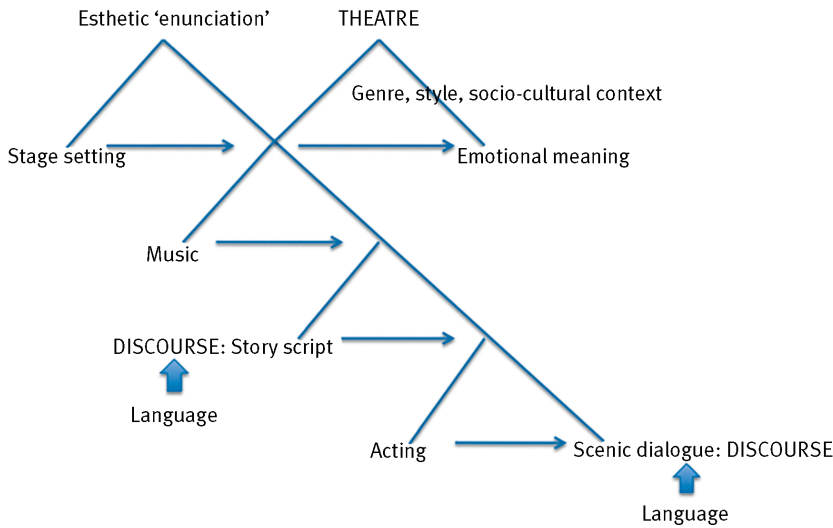 Esthetic ‘enunciation’
THEATRE
Genre, style, socio-cultural context
Stage setting
Emotional meaning
Music
DISCOURSE: Story script
Language
Acting
Scenic dialogue: DISCOURSE
Language